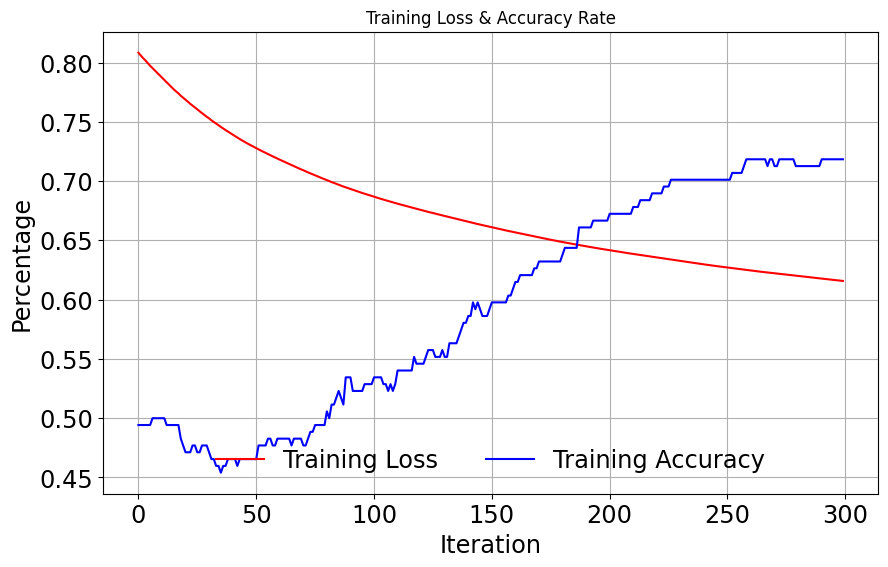 Training Loss & Accuracy Rate
Percentage
0.80
0.75
0.70
0.65
0.60
0.55
0.50
0.45
Training Loss Training Accuracy
0 50 100 150 200 250 300
Iteration